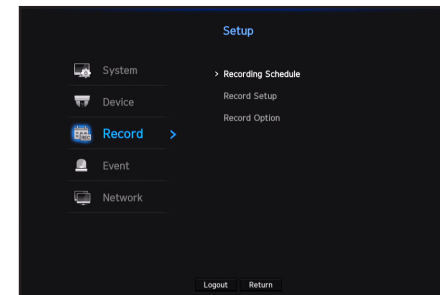 Setup
System
Device
Record >
Event
Network
> Recording Schedule
Record Setup
Record Option
Logout Return